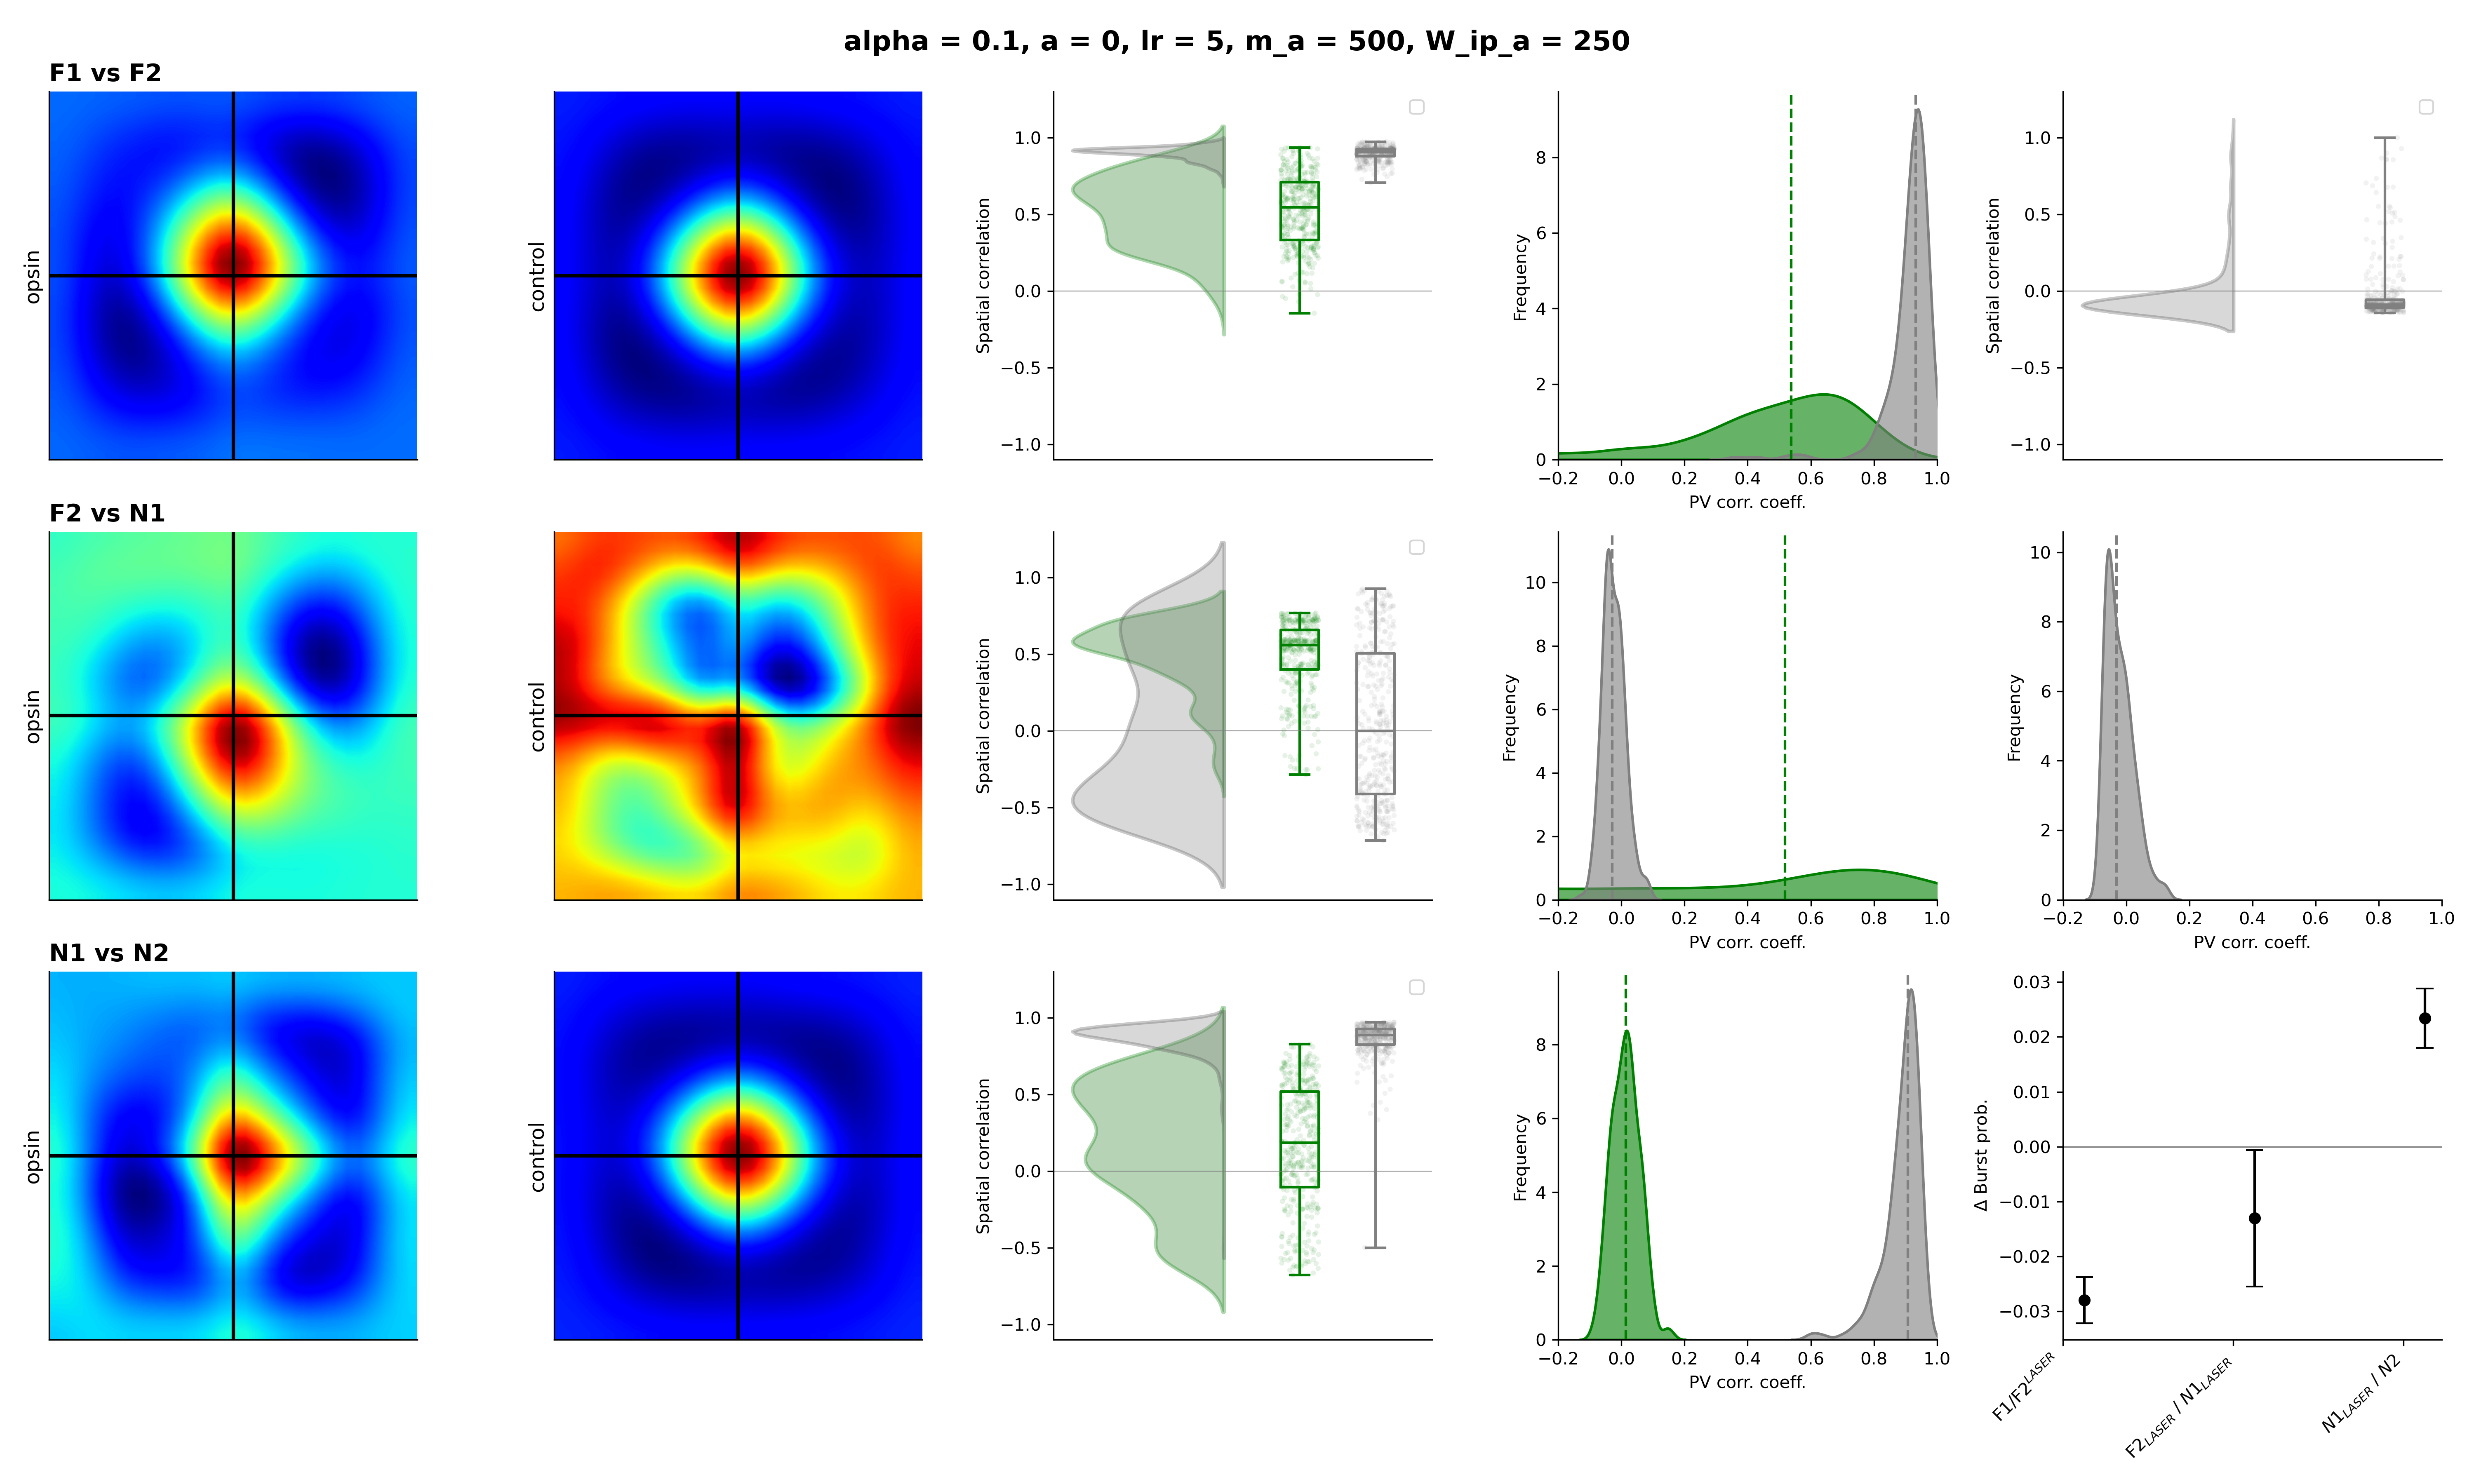 alpha = 0.1, a = 0, lr = 5, m_a = 500, W_ip_a = 250
F1 vs F2
opsin
control
Spatial correlation
1.0
0.5
0.0
−0.5
−1.0
Frequency
8
6
4
2
0
−0.2 0.0 0.2 0.4 0.6 0.8 1.0
PV corr. coeff.
Spatial correlation
1.0
0.5
0.0
−0.5
−1.0
F2 vs N1
opsin
control
Spatial correlation
1.0
0.5
0.0
−0.5
−1.0
Frequency
10
8
6
4
2
0
−0.2 0.0 0.2 0.4 0.6 0.8 1.0
PV corr. coeff.
Frequency
10
8
6
4
2
0
−0.2 0.0 0.2 0.4 0.6 0.8 1.0
PV corr. coeff.
N1 vs N2
opsin
control
Spatial correlation
1.0
0.5
0.0
−0.5
−1.0
Frequency
8
6
4
2
0
−0.2 0.0 0.2 0.4 0.6 0.8 1.0
PV corr. coeff.
Δ Burst prob.
0.03
0.02
0.01
0.00
−0.01
−0.02
−0.03
F1/F2^LASER
F2_LASER / N1_LASER
N1_LASER / N2